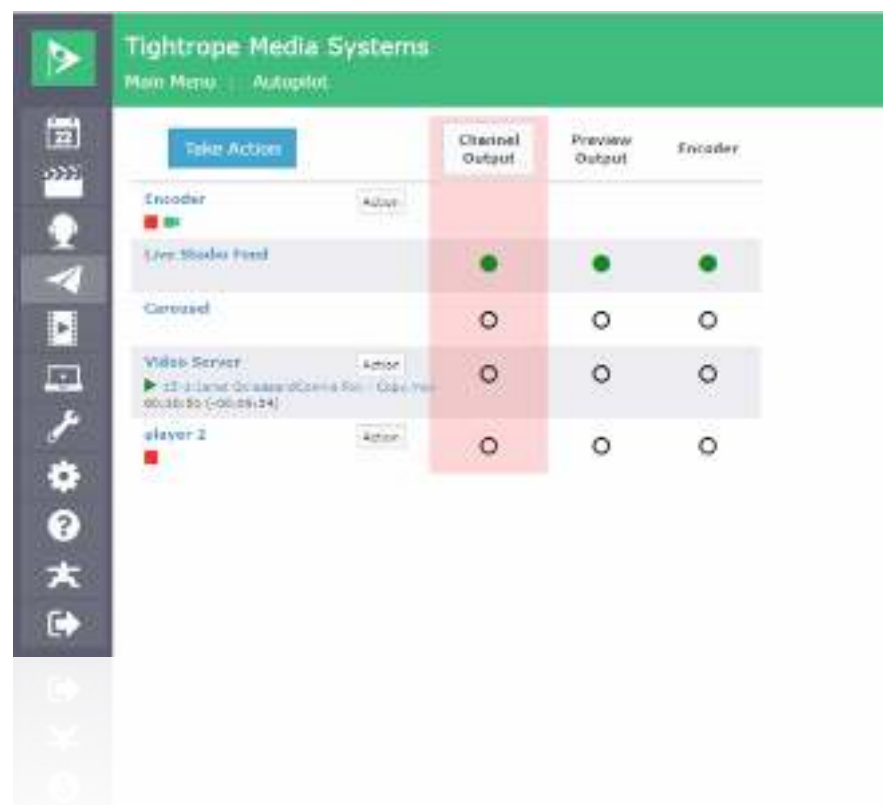 Tightrope Media Systems
Main Menu : Autopilot
22
Take Action
Channel
Output
Preview
Output
Encoder
Encoder
Action
Live Studio Feed
Carousel
Video Server
Action
player 2
Action